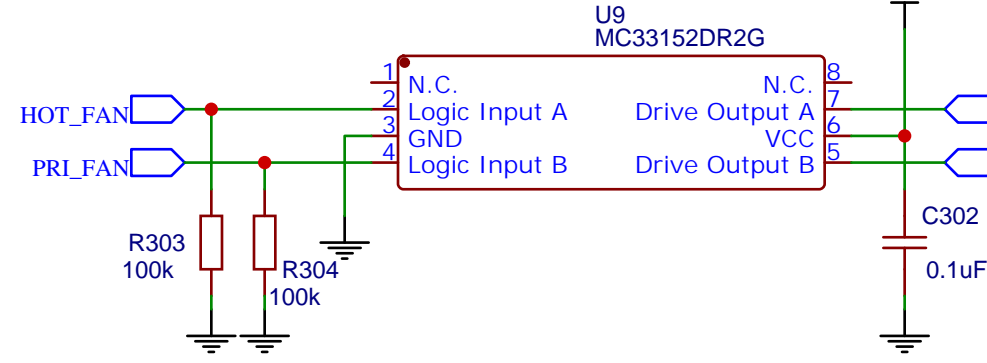 U9
MC33152DR2G
1
N.C.
N.C.
8
HOT_FAN
2
Logic Input A
Drive Output A
7
3
GND
VCC
6
PRI_FAN
4
Logic Input B
Drive Output B
5
C302
0.1uF
R303
100k
R304
100k